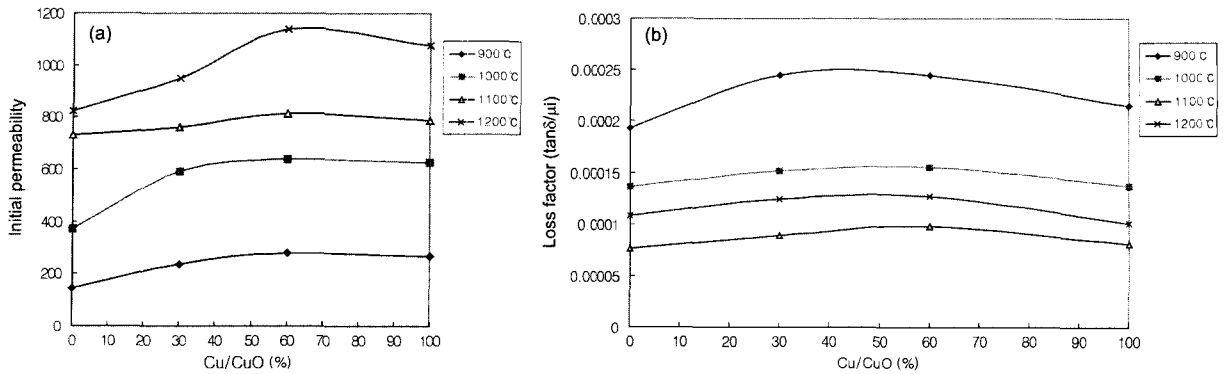 (a)
Initial permeability
1200
1000
800
600
400
200
0
0 10 20 30 40 50 60 70 80 90 100
Cu/CuO (%)
900℃
1000℃
1100℃
1200℃
(b)
Loss factor (tanδ/μi)
0.0003
0.00025
0.0002
0.00015
0.0001
0.00005
0
0 10 20 30 40 50 60 70 80 90 100
Cu/CuO (%)
900℃
1000℃
1100℃
1200℃